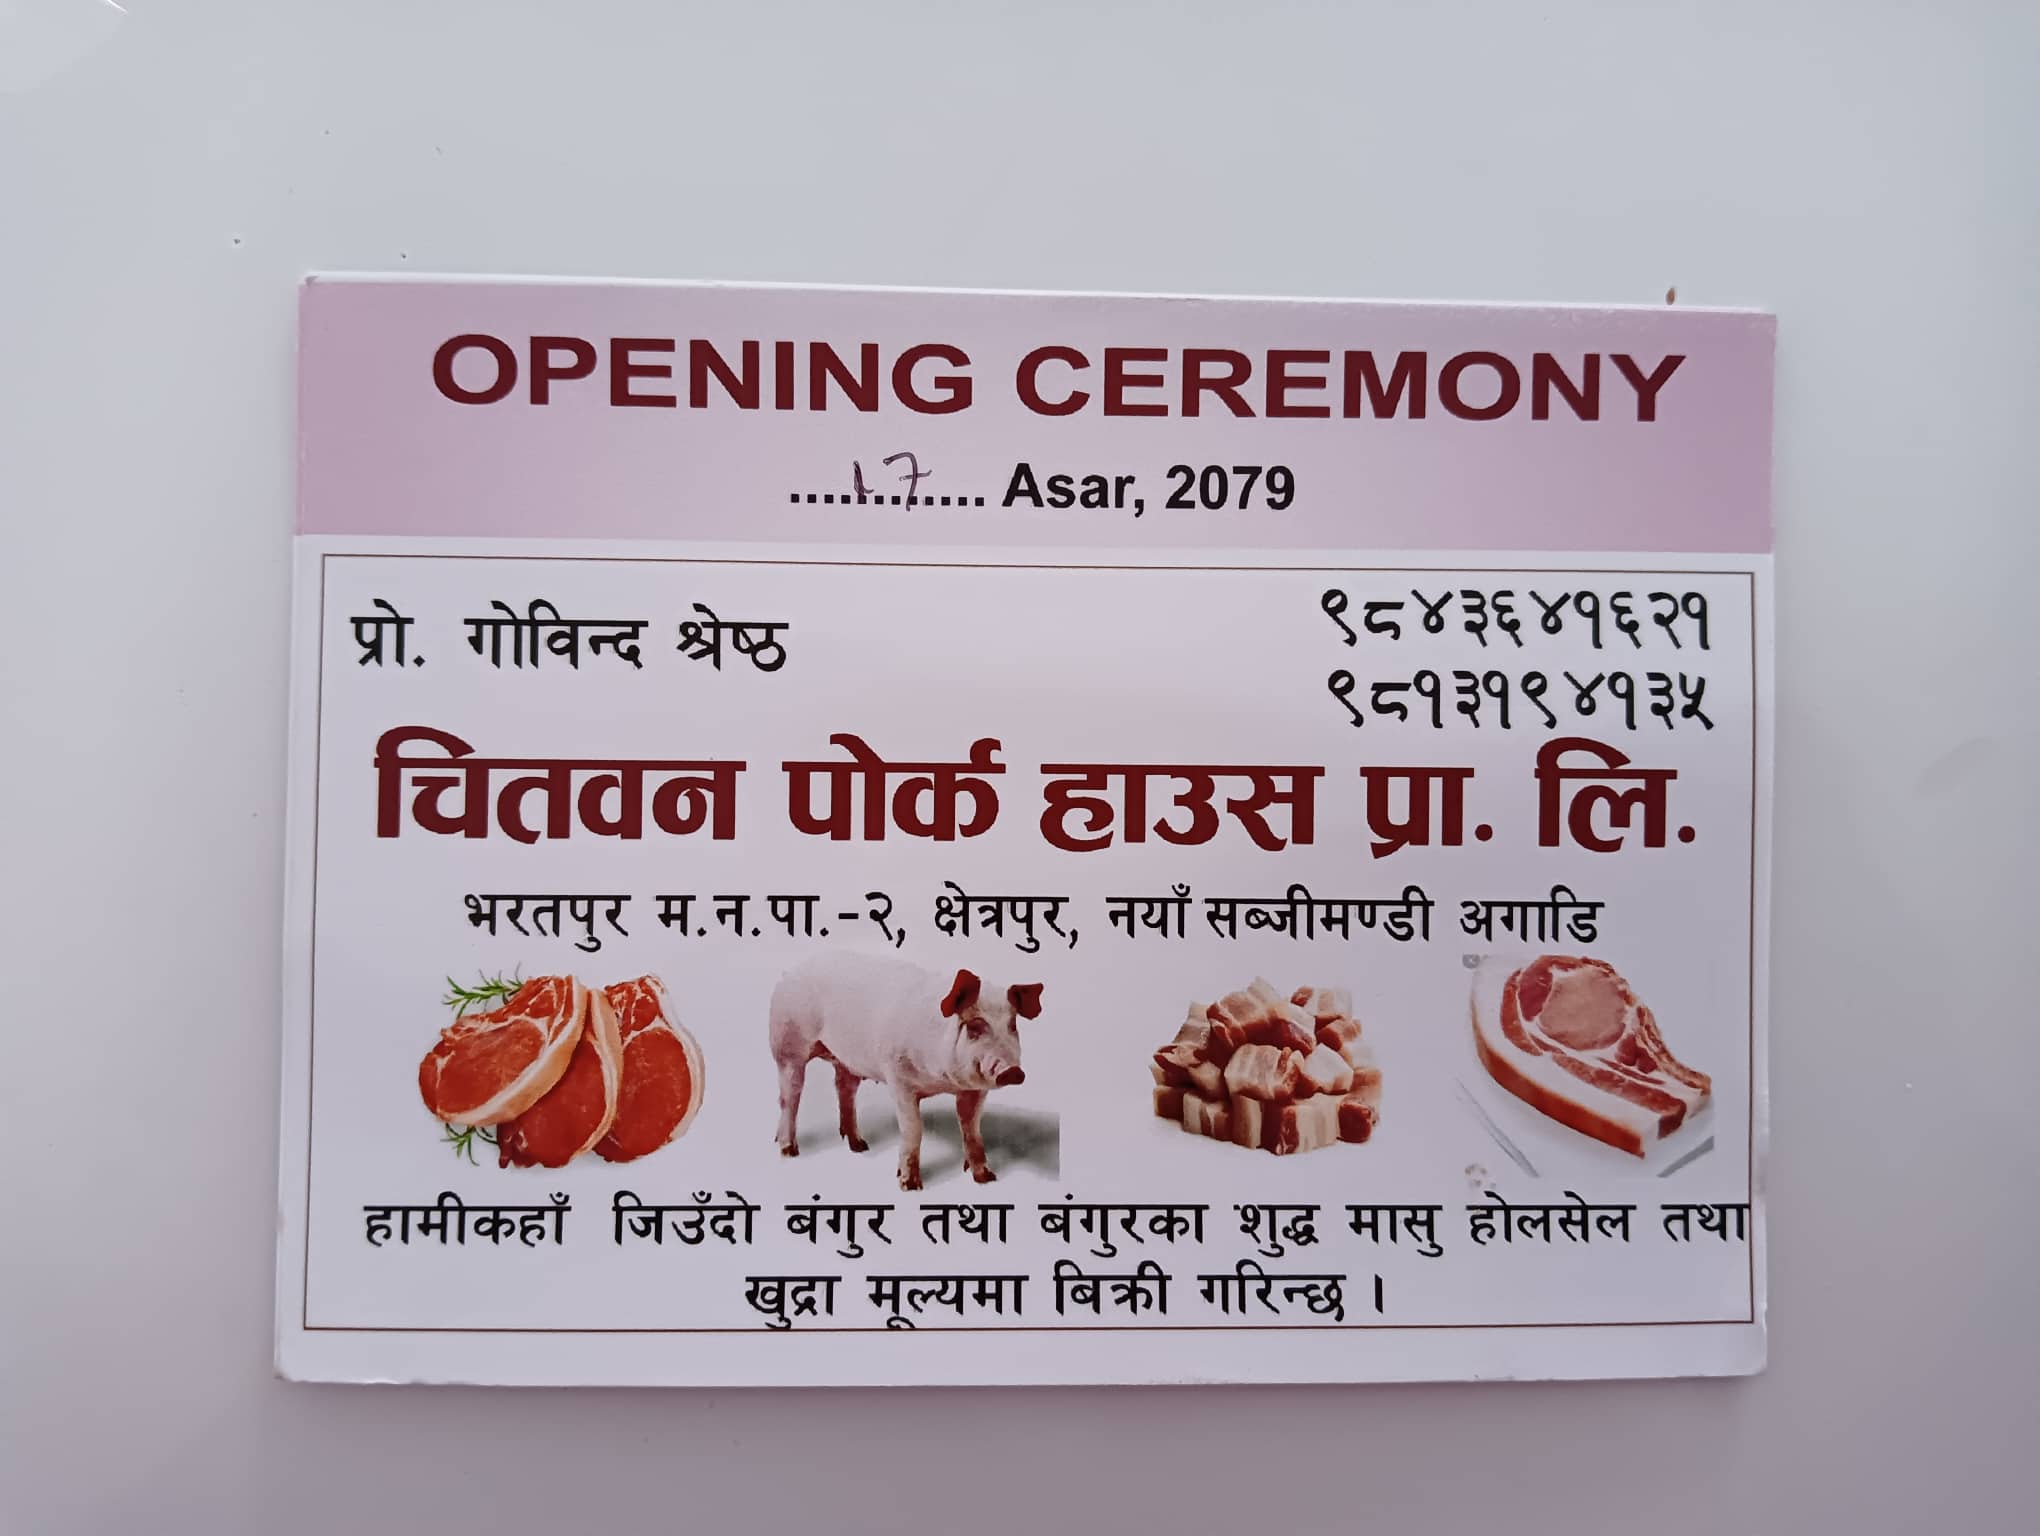 OPENING CEREMONY
....17.... Asar, 2079
प्रो. गोविन्द श्रेष्ठ
९८४३६४१६२१
९८१३१९४१३५
चितवन पोर्क हाउस प्रा. लि.
भरतपुर म.न.पा.-२, क्षेत्रपुर, नयाँ सब्जीमण्डी अगाडि
हामीकहाँ जिउँदो बंगुर तथा बंगुरका शुद्ध मासु होलसेल तथा
खुद्रा मूल्यमा बिक्री गरिन्छ ।